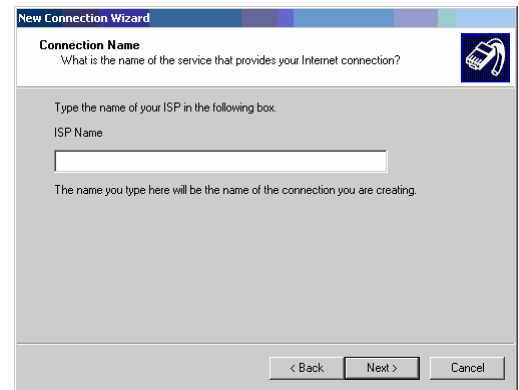 New Connection Wizard
Connection Name
What is the name of the service that provides your Internet connection?
Type the name of your ISP in the following box.
ISP Name
The name you type here will be the name of the connection you are creating.
< Back
Next >
Cancel